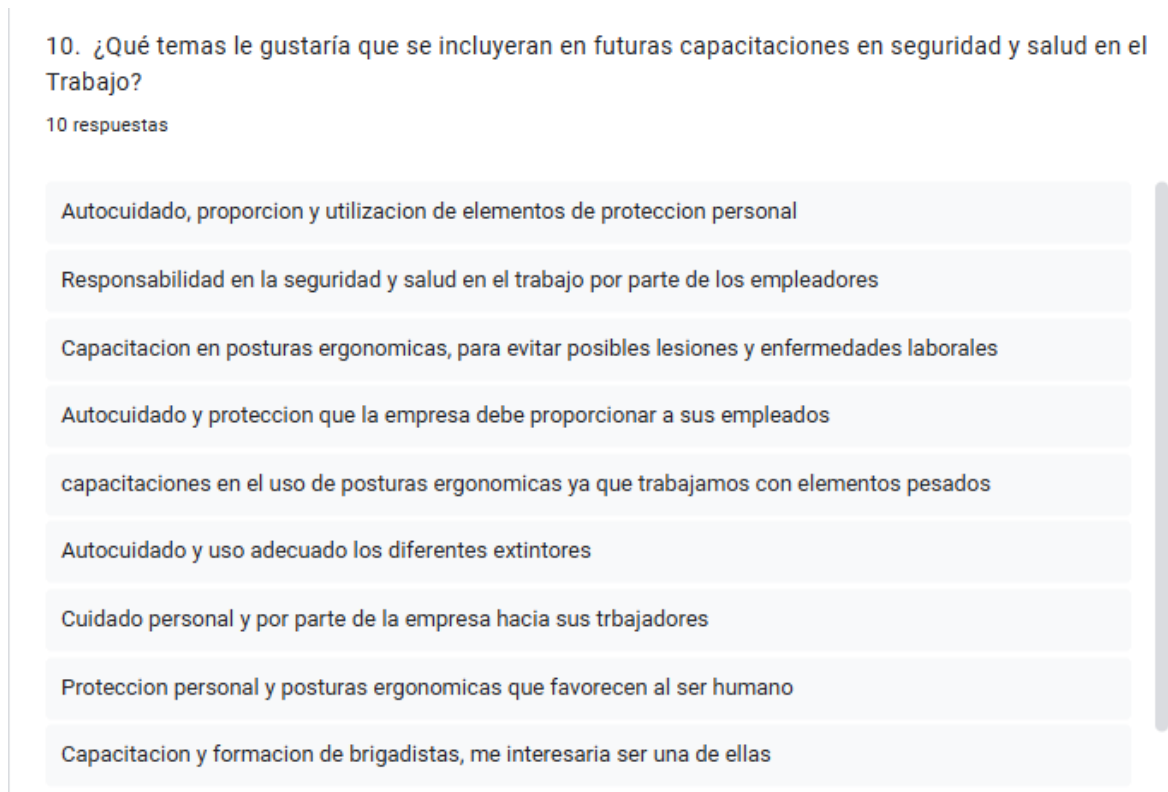 10. ¿Qué temas le gustaría que se incluyeran en futuras capacitaciones en seguridad y salud en el
Trabajo?
10 respuestas
Autocuidado, proporcion y utilizacion de elementos de proteccion personal
Responsabilidad en la seguridad y salud en el trabajo por parte de los empleadores
Capacitacion en posturas ergonomicas, para evitar posibles lesiones y enfermedades laborales
Autocuidado y proteccion que la empresa debe proporcionar a sus empleados
capacitaciones en el uso de posturas ergonomicas ya que trabajamos con elementos pesados
Autocuidado y uso adecuado los diferentes extintores
Cuidado personal y por parte de la empresa hacia sus trbajadores
Proteccion personal y posturas ergonomicas que favorecen al ser humano
Capacitacion y formacion de brigadistas, me interesaria ser una de ellas